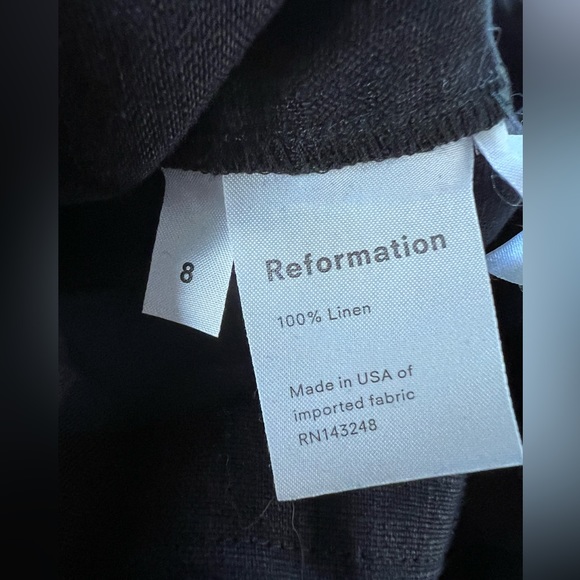 8
Reformation
100% Linen
Made in USA of
imported fabric
RN143248